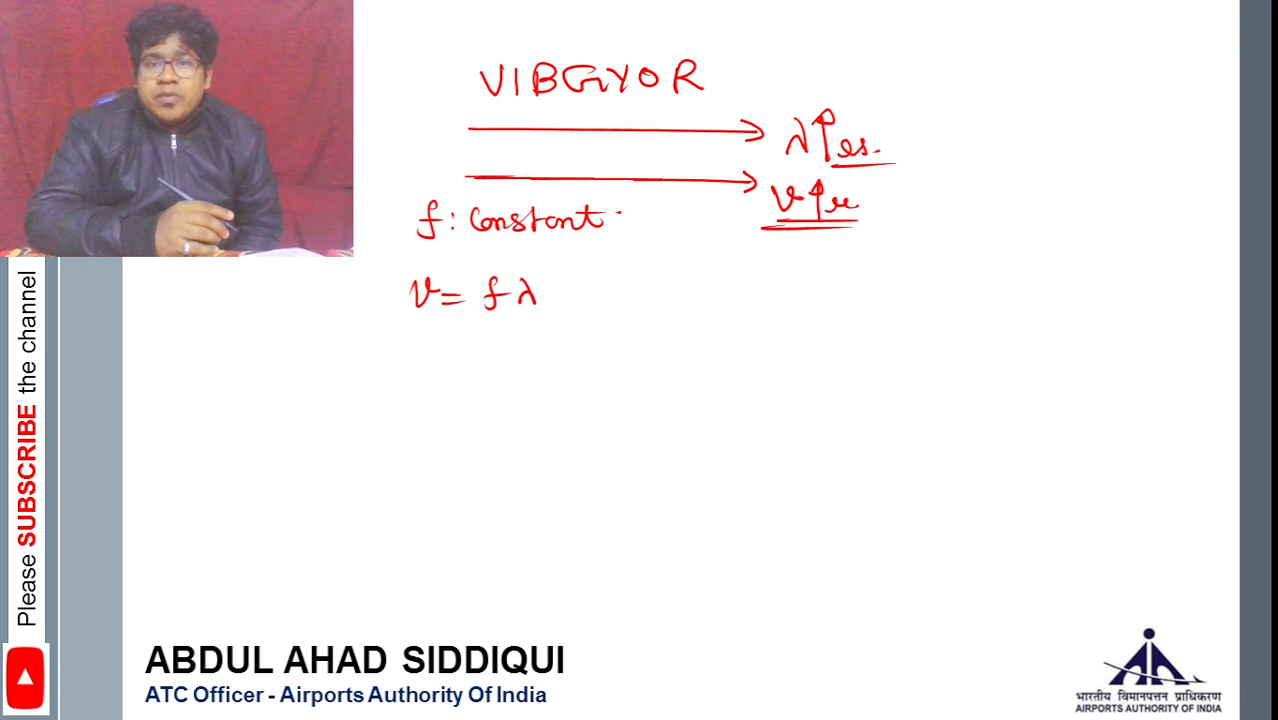 VIBGYOR
λ↑es.
v↑es
f: Constant
v= fλ
Please SUBSCRIBE the channel
ABDUL AHAD SIDDIQUI
ATC Officer - Airports Authority Of India
भारतीय विमानपत्तन प्राधिकरण
AIRPORTS AUTHORITY OF INDIA